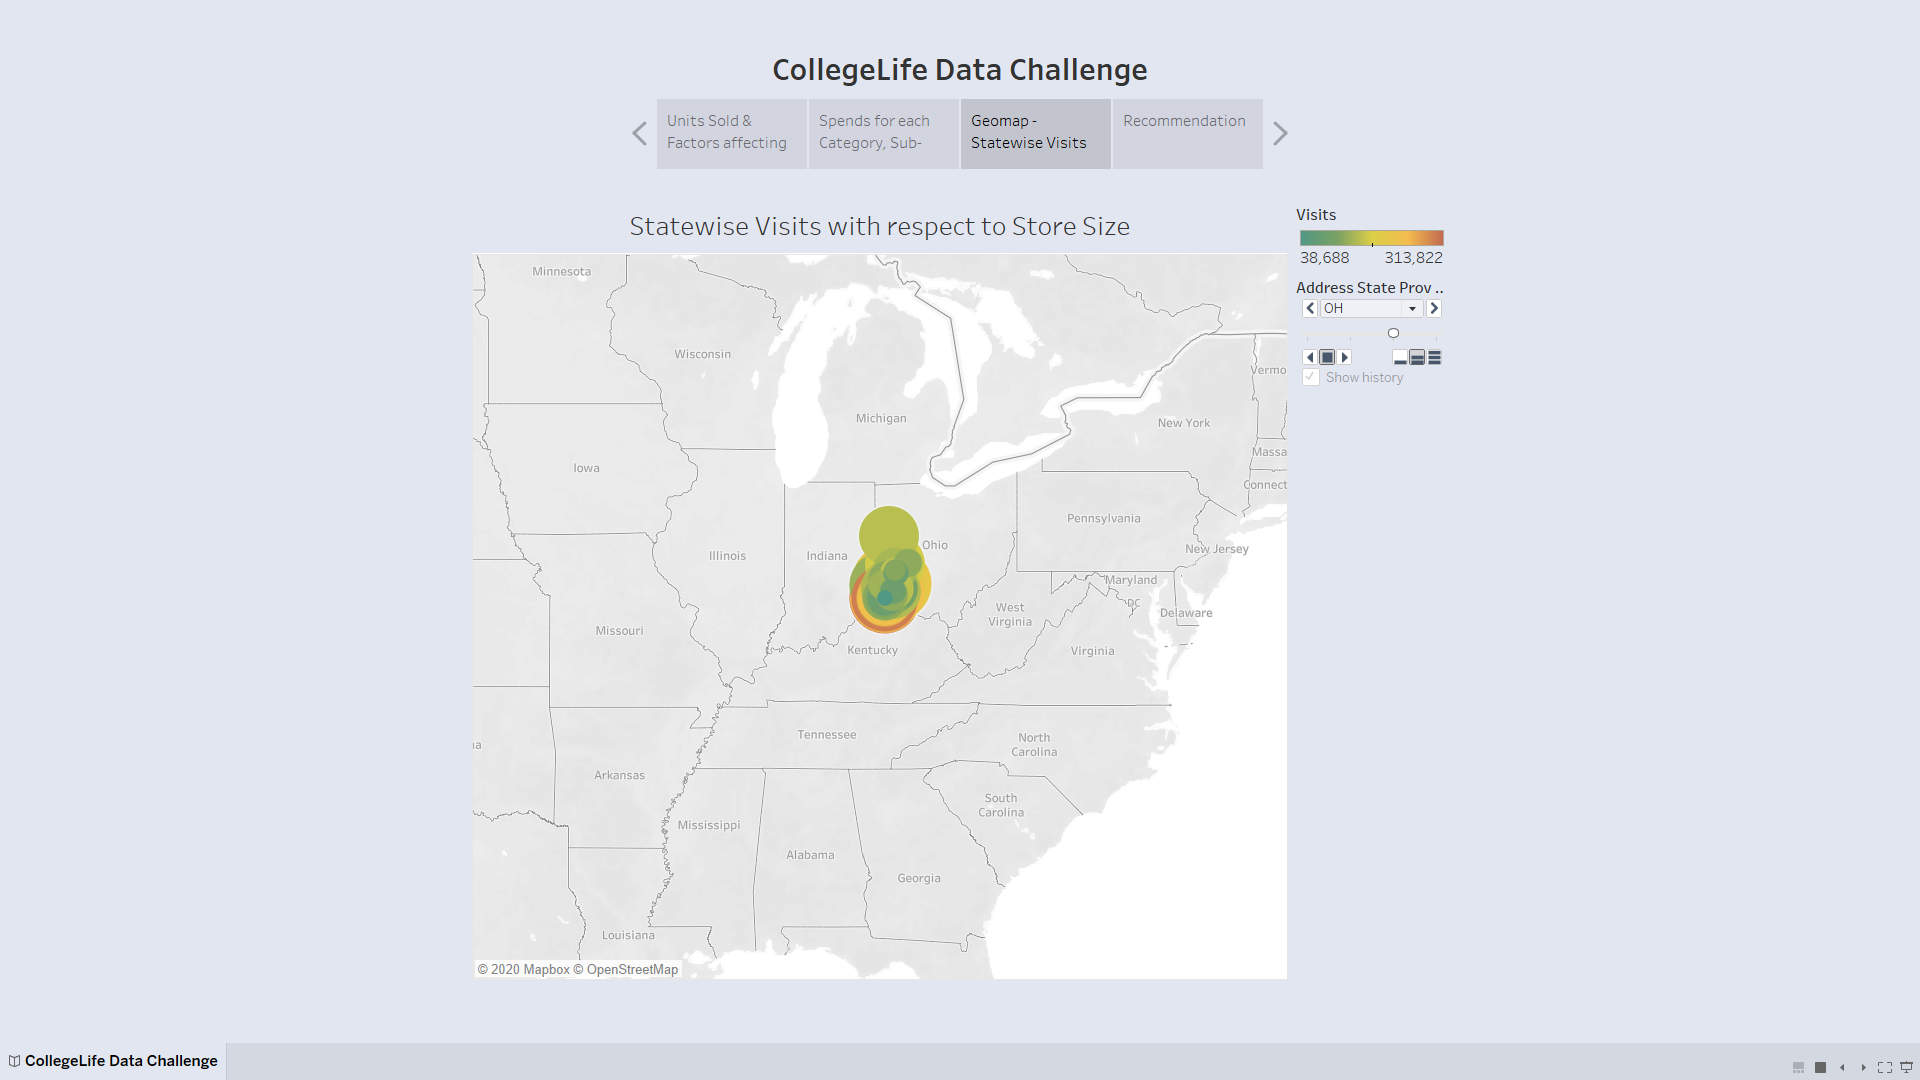 CollegeLife Data Challenge
Units Sold &
Factors affecting
Spends for each
Category, Sub-
Geomap -
Statewise Visits
Recommendation
Statewise Visits with respect to Store Size
Visits
38,688 313,822
Address State Prov ..
OH
Show history
Minnesota
Wisconsin
Michigan
Vermo
New York
Massa
Connect
Iowa
Pennsylvania
Illinois
Indiana
Ohio
New Jersey
Maryland
DC
Delaware
West
Virginia
Missouri
Kentucky
Virginia
Tennessee
North
Carolina
a
Arkansas
South
Carolina
Mississippi
Alabama
Georgia
Louisiana
© 2020 Mapbox © OpenStreetMap
CollegeLife Data Challenge